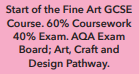 Start of the Fine Art GCSE
Course. 60% Coursework
40% Exam. AQA Exam
Board; Art, Craft and
Design Pathway.